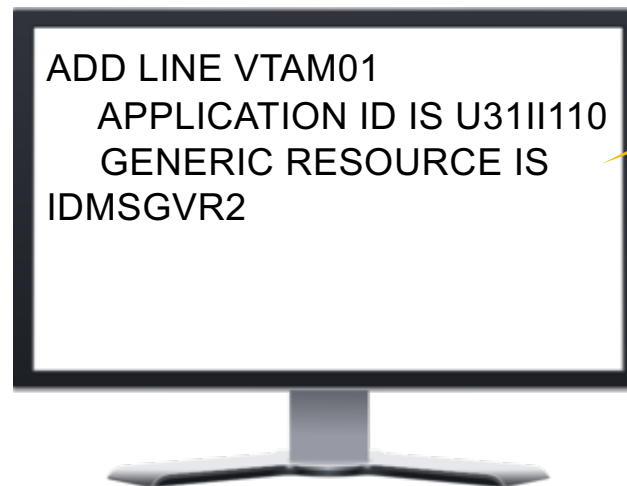 ADD LINE VTAM01
APPLICATION ID IS U31II110
GENERIC RESOURCE IS
IDMSGVR2